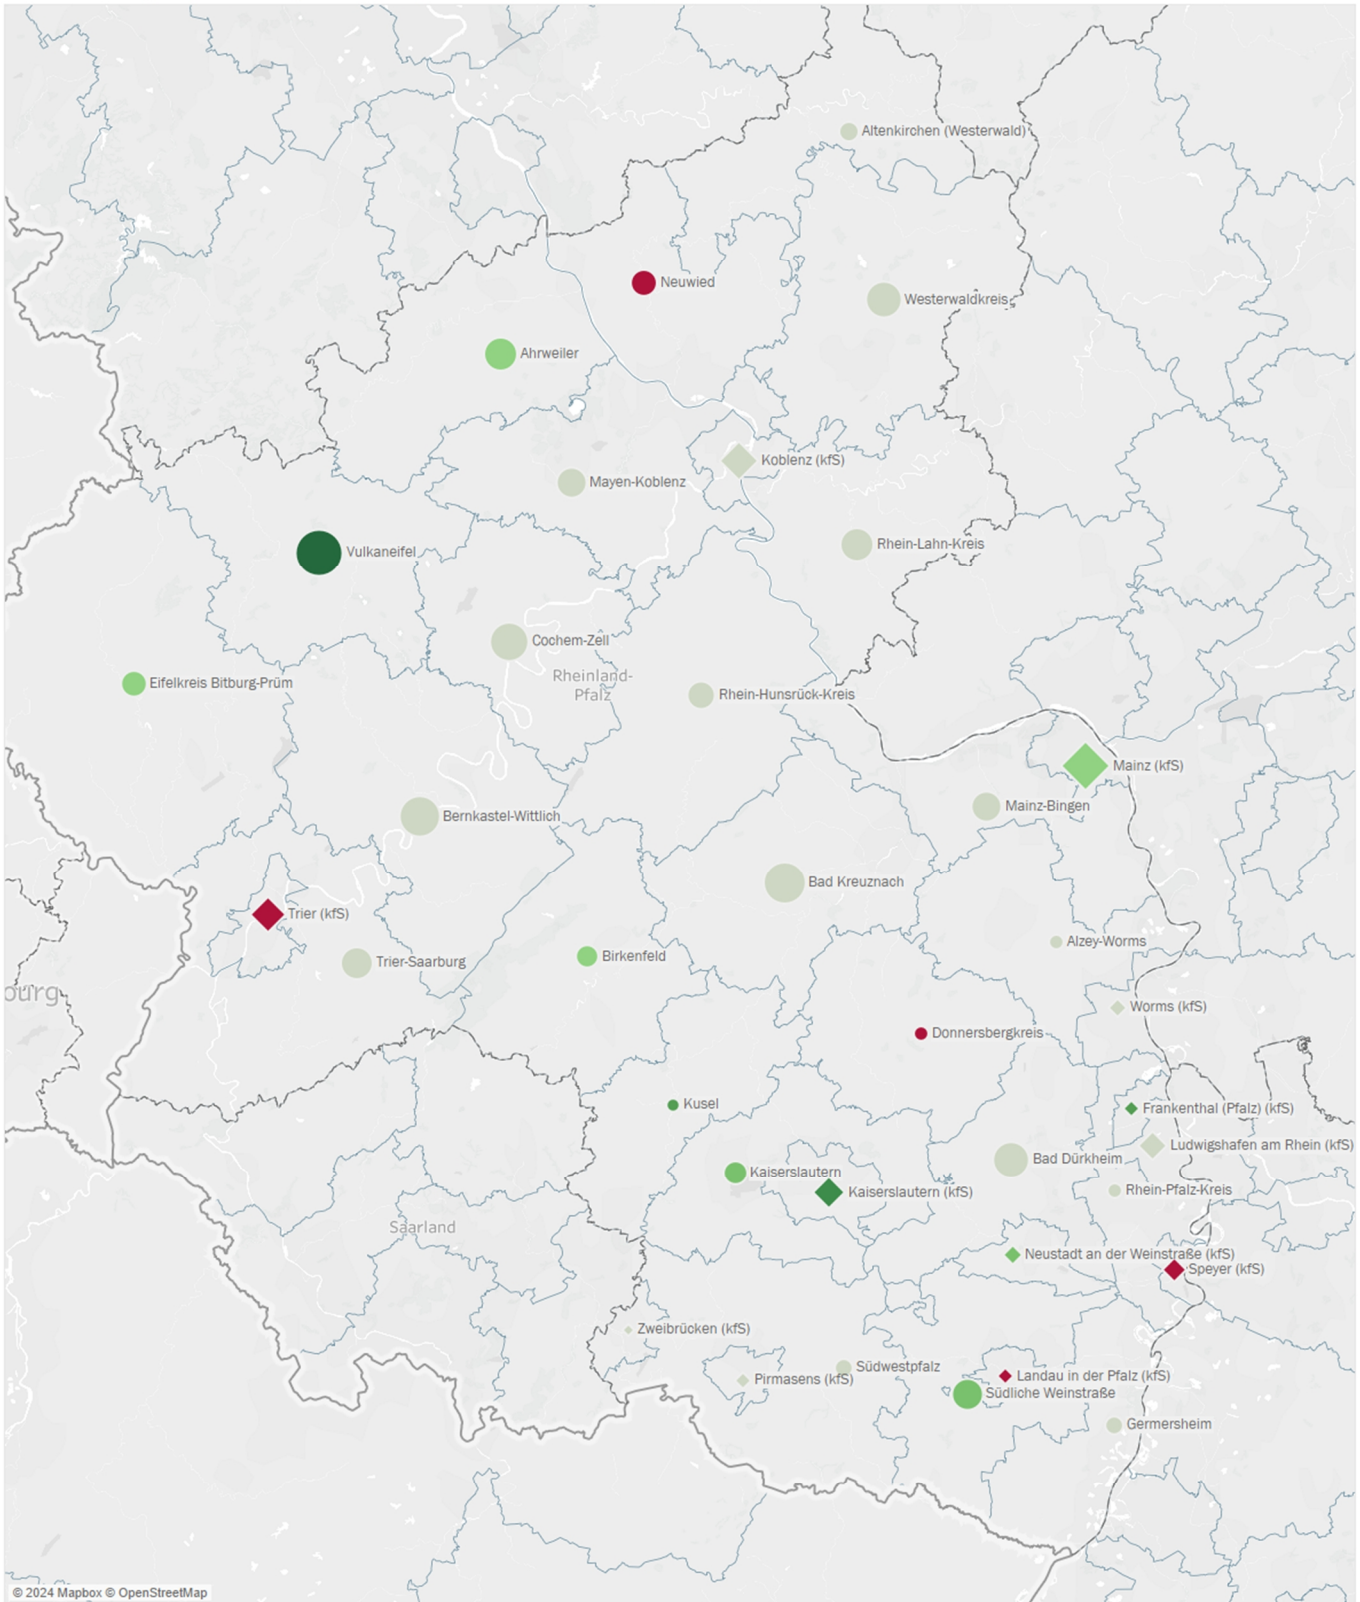 Altenkirchen (Westerwald)
Neuwied
Westerwaldkreis
Ahrweiler
Koblenz (kfS)
Mayen-Koblenz
Rhein-Lahn-Kreis
Vulkaneifel
Cochem-Zell
Rheinland-
Pfalz
Eifelkreis Bitburg-Prüm
Rhein-Hunsrück-Kreis
Mainz (kfS)
Mainz-Bingen
Bernkastel-Wittlich
Bad Kreuznach
Trier (kfS)
Alzey-Worms
Birkenfeld
Trier-Saarburg
burg
Worms (kfS)
Donnersbergkreis
Kusel
Frankenthal (Pfalz) (kfS)
Ludwigshafen am Rhein (kfS)
Bad Dürkheim
Kaiserslautern
Rhein-Pfalz-Kreis
Kaiserslautern (kfS)
Saarland
Neustadt an der Weinstraße (kfS)
Speyer (kfS)
Zweibrücken (kfS)
Südwestpfalz
Pirmasens (kfS)
Landau in der Pfalz (kfS)
Südliche Weinstraße
Germersheim
© 2024 Mapbox © OpenStreetMap